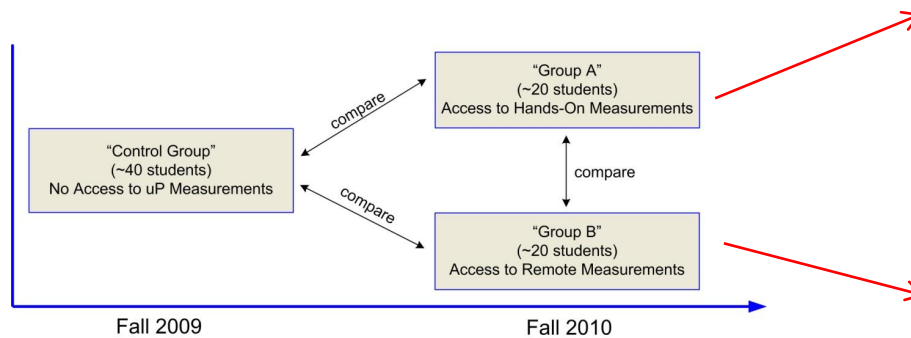 “Control Group”
(~40 students)
No Access to uP Measurements
compare
compare
“Group A”
(~20 students)
Access to Hands-On Measurements
compare
“Group B”
(~20 students)
Access to Remote Measurements
Fall 2009
Fall 2010